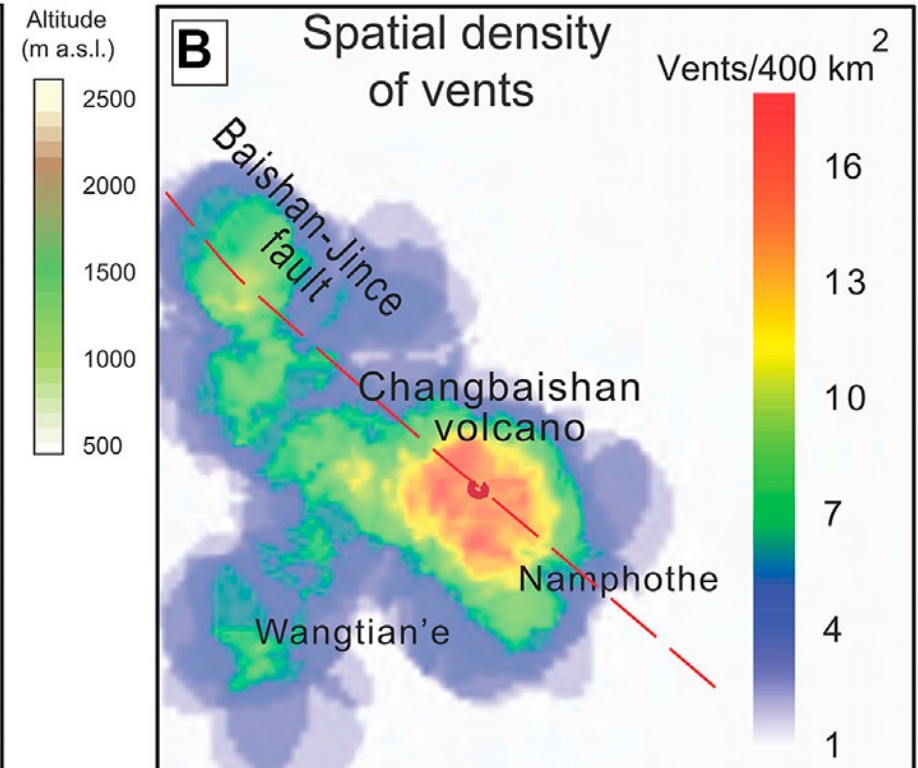 Altitude
(m a.s.l.)
2500
2000
1500
1000
500
B
Spatial density
of vents
Vents/400 km²
16
13
10
7
4
1
Baishan-Jince
fault
Changbaishan
volcano
Namphothe
Wangtian’e